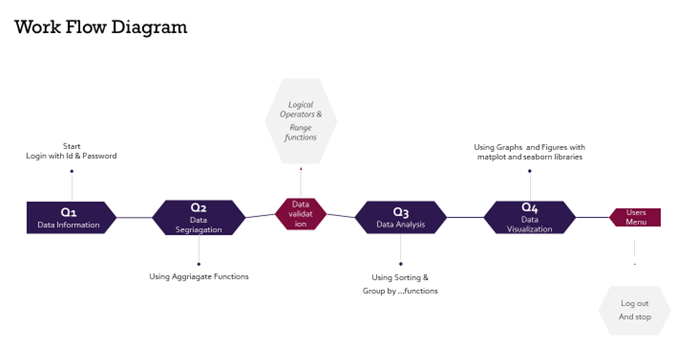 Work Flow Diagram
Logical
Operators &
Range
functions
Start
Login with Id & Password
Using Graphs and Figures with
matplot and seaborn libraries
Q1
Data Information
Q2
Data
Segriagation
Data
validat
ion
Q3
Data Analysis
Q4
Data
Visualization
Users
Menu
Using Aggriagate Functions
Using Sorting &
Group by ...functions
Log out
And stop